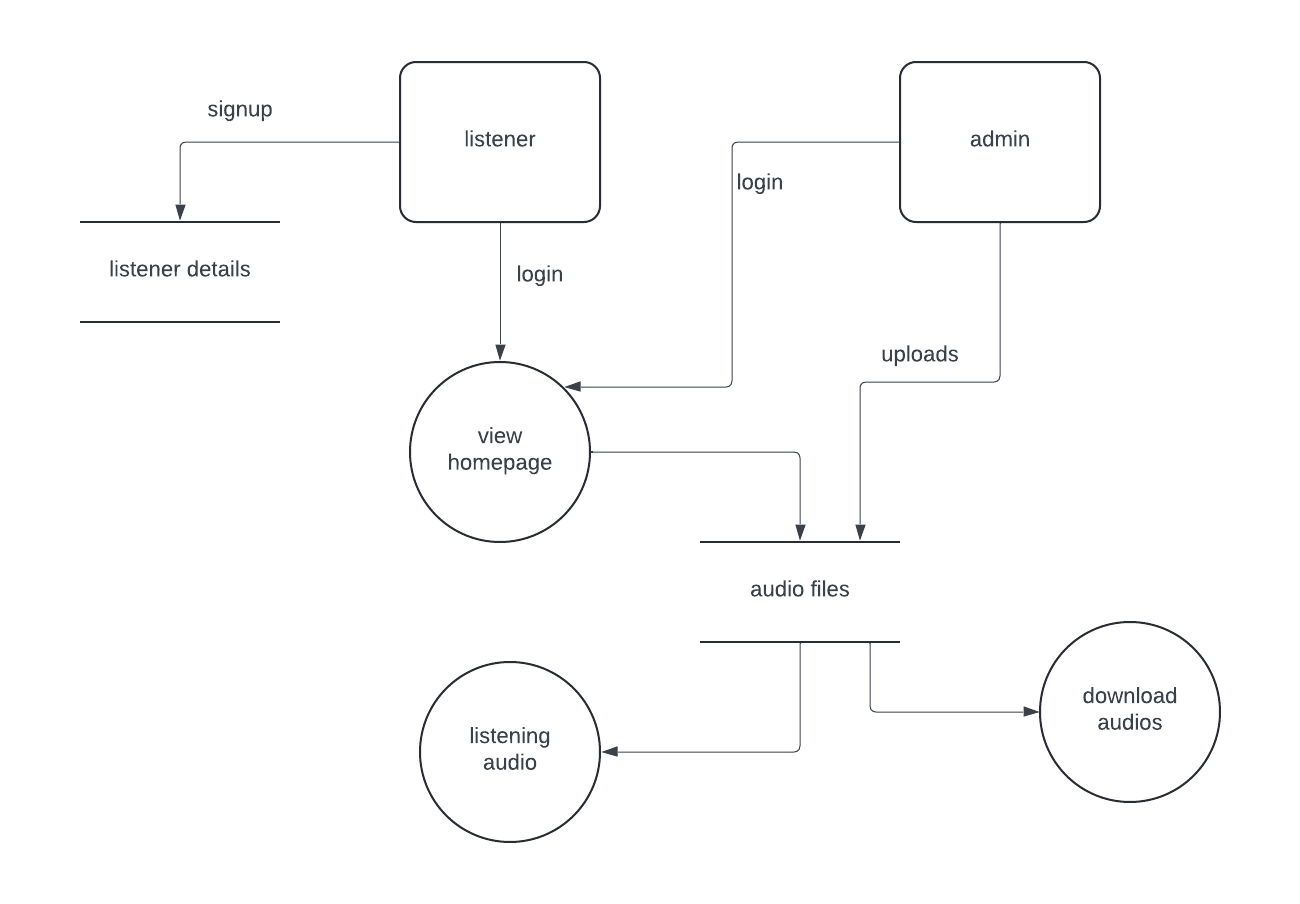 signup
listener
admin
login
listener details
login
uploads
view
homepage
audio files
download
audios
listening
audio